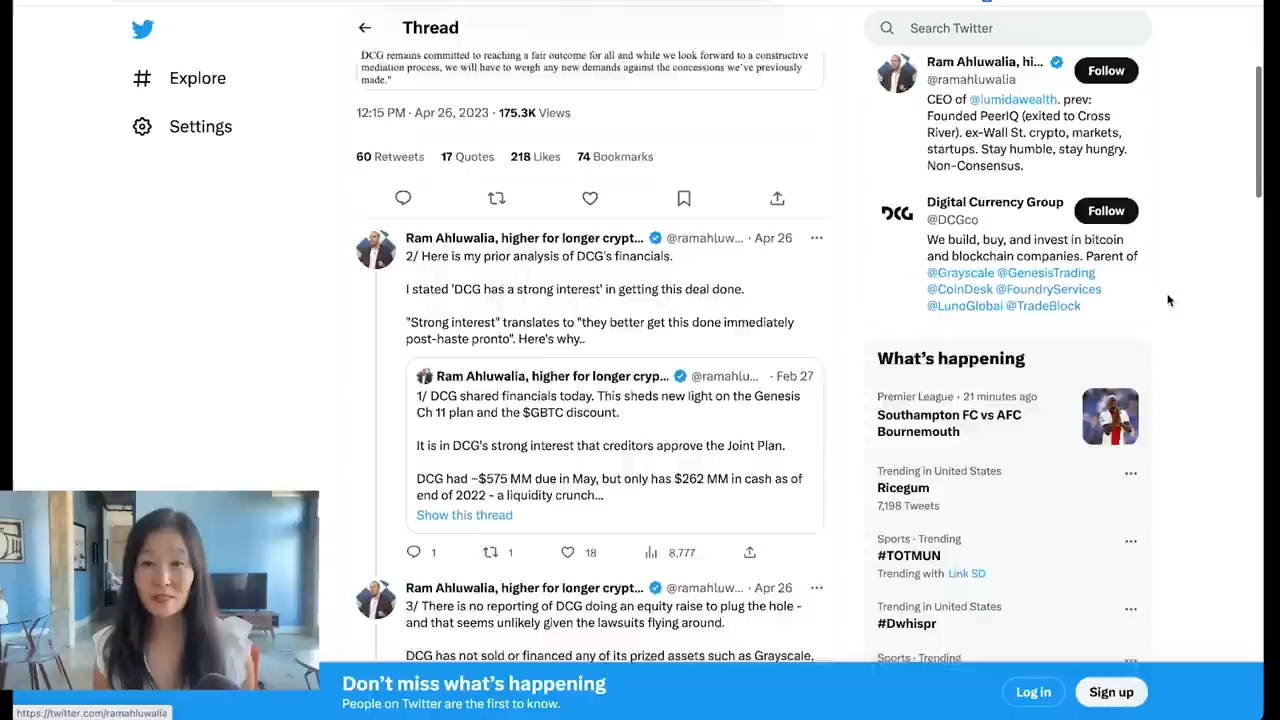 Explore
Settings
Thread
DCG remains committed to reaching a fair outcome for all and while we look forward to a constructive
mediation process, we will have to weigh any new demands against the concessions we've previously
made."
12:15 PM · Apr 26, 2023 · 175.3K Views
60 Retweets 17 Quotes 218 Likes 74 Bookmarks
Ram Ahluwalia, higher for longer crypt... @ramahluw... · Apr 26
2/ Here is my prior analysis of DCG's financials.
I stated 'DCG has a strong interest' in getting this deal done.
"Strong interest" translates to "they better get this done immediately
post-haste pronto". Here's why..
Ram Ahluwalia, higher for longer cryp... @ramahlu... · Feb 27
1/ DCG shared financials today. This sheds new light on the Genesis
Ch 11 plan and the $GBTC discount.
It is in DCG's strong interest that creditors approve the Joint Plan.
DCG had ~$575 MM due in May, but only has $262 MM in cash as of
end of 2022 - a liquidity crunch...
Show this thread
1 1 18 8,777
Ram Ahluwalia, higher for longer crypt... @ramahluw... · Apr 26
3/ There is no reporting of DCG doing an equity raise to plug the hole -
and that seems unlikely given the lawsuits flying around.
DCG has not sold or financed any of its prized assets such as Grayscale,
Search Twitter
Ram Ahluwalia, hi...
@ramahluwalia
Follow
CEO of @lumidawealth. prev:
Founded PeerIQ (exited to Cross
River). ex-Wall St. crypto, markets,
startups. Stay humble, stay hungry.
Non-Consensus.
DCG
Digital Currency Group
@DCGco
Follow
We build, buy, and invest in bitcoin
and blockchain companies. Parent of
@Grayscale @GenesisTrading
@CoinDesk @FoundryServices
@LunoGlobal @TradeBlock
What's happening
Premier League · 21 minutes ago
Southampton FC vs AFC
Bournemouth
Trending in United States
Ricegum
7,198 Tweets
Sports · Trending
#TOTMUN
Trending with Link SD
Trending in United States
#Dwhispr
Sports · Trending
Don't miss what's happening
People on Twitter are the first to know.
Log in
Sign up
https://twitter.com/ramahluwalia